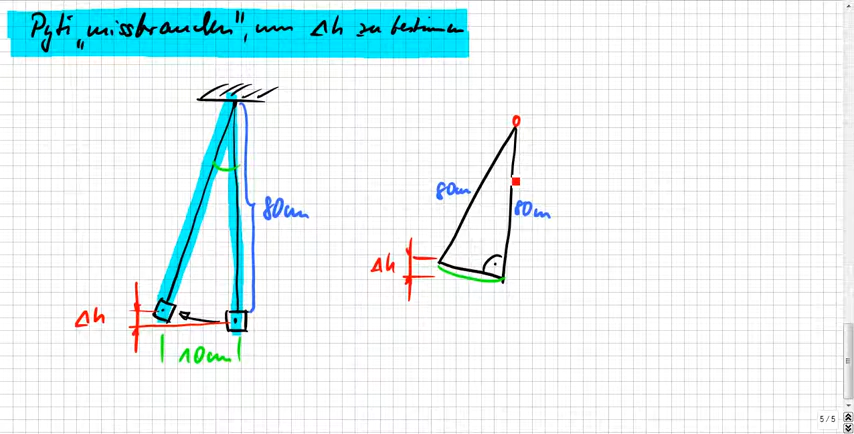 Pyti „missbrauchen", um Δh zu bestimmen
80cm
Δh
10cm
80cm
80cm
Δh
5/5